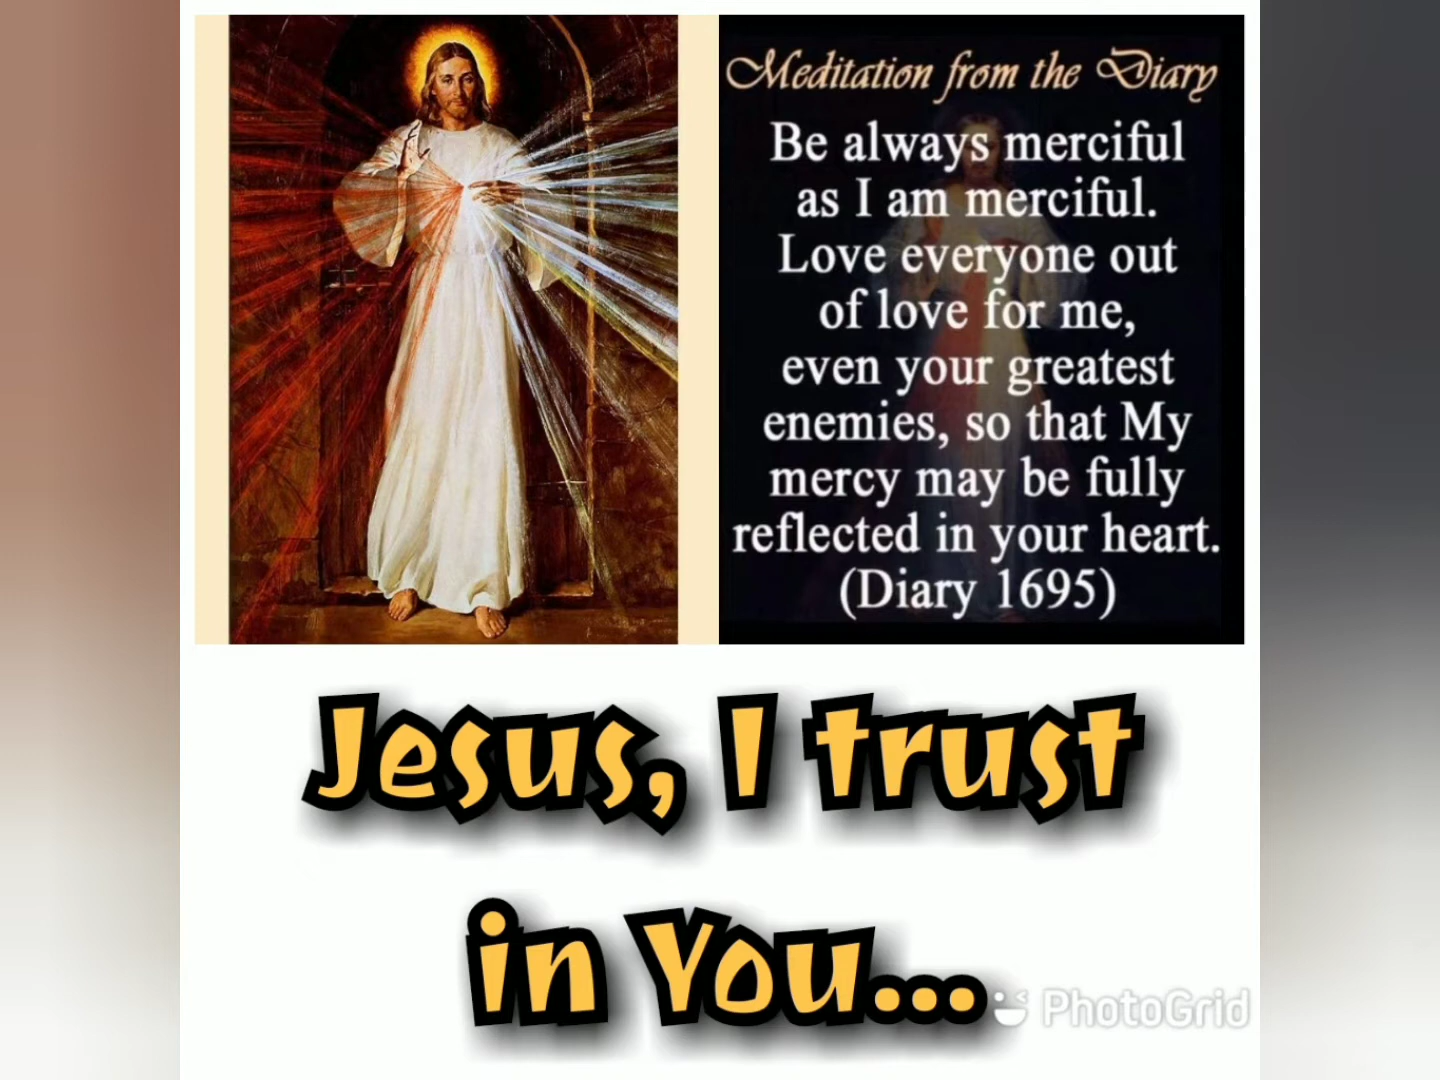 Meditation from the Diary
Be always merciful
as I am merciful.
Love everyone out
of love for me,
even your greatest
enemies, so that My
mercy may be fully
reflected in your heart.
(Diary 1695)
Jesus, I trust
in You...
PhotoGrid